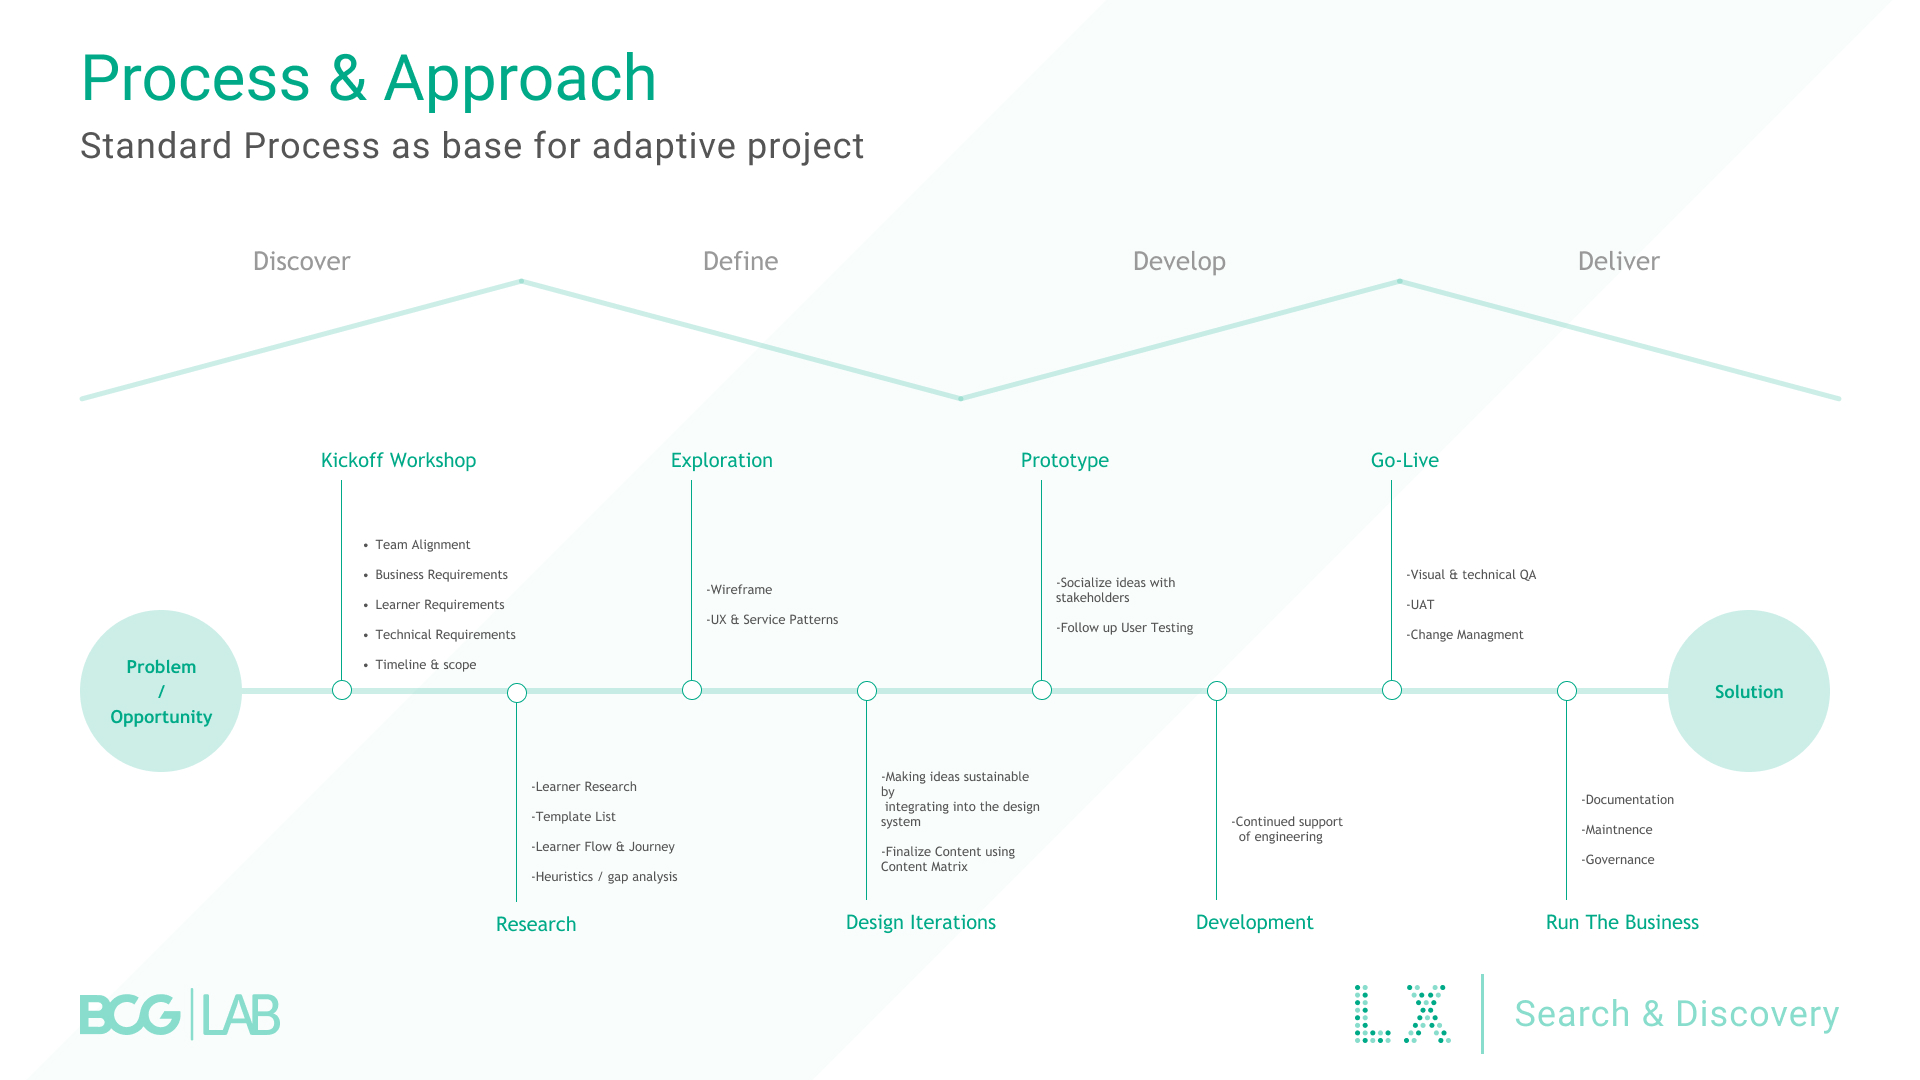 Process & Approach
Standard Process as base for adaptive project
Discover
Define
Develop
Deliver
Kickoff Workshop
Exploration
Prototype
Go-Live
• Team Alignment
• Business Requirements
• Learner Requirements
• Technical Requirements
• Timeline & scope
-Wireframe
-UX & Service Patterns
-Socialize ideas with
stakeholders
-Follow up User Testing
-Visual & technical QA
-UAT
-Change Managment
Problem
/
Opportunity
Solution
-Learner Research
-Template List
-Learner Flow & Journey
-Heuristics / gap analysis
-Making ideas sustainable
by
integrating into the design
system
-Finalize Content using
Content Matrix
-Continued support
of engineering
-Documentation
-Maintnence
-Governance
Research
Design Iterations
Development
Run The Business
BCG | LAB
LX | Search & Discovery